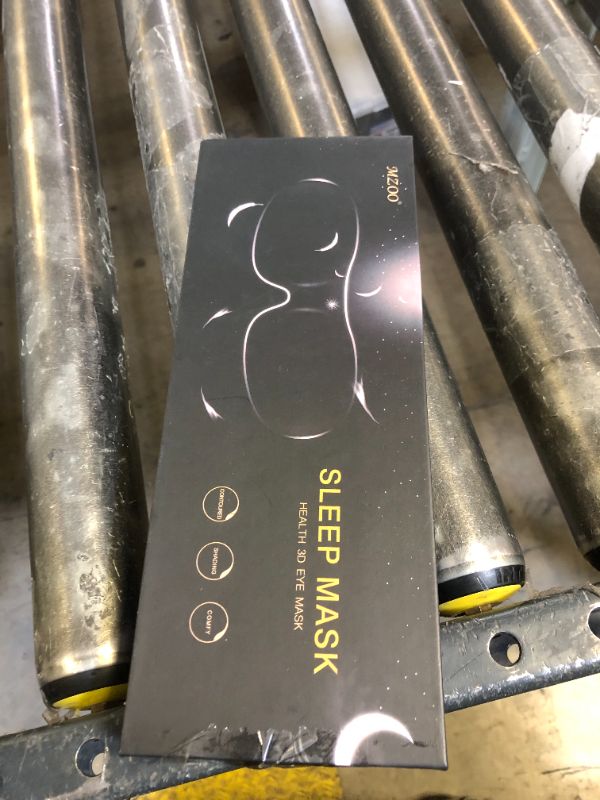 MZOO®
SLEEP MASK
HEALTH 3D EYE MASK
CONTOURED
SHADING
COMFY